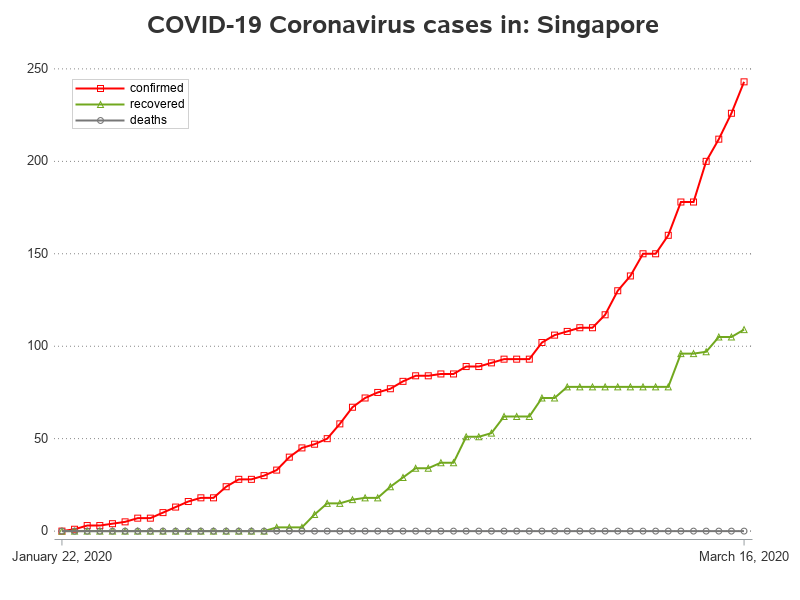 COVID-19 Coronavirus cases in: Singapore
250
confirmed
recovered
deaths
200
150
100
50
0
January 22, 2020
March 16, 2020